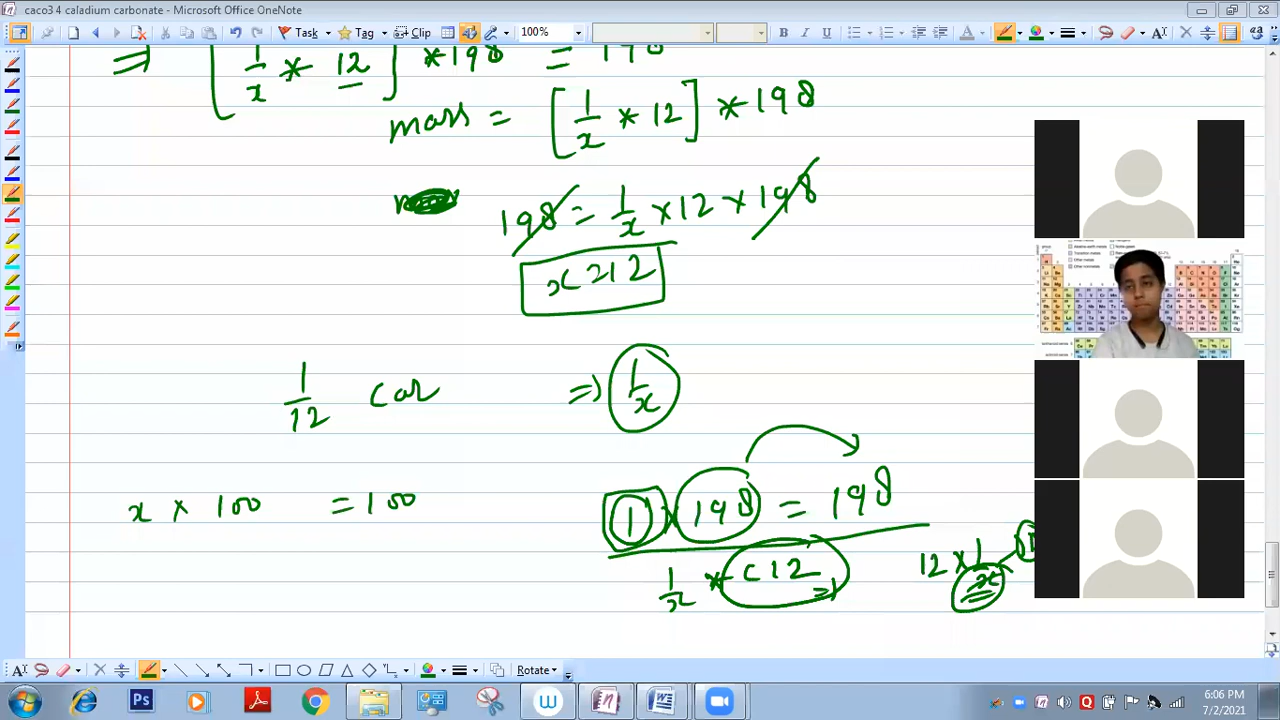 caco3 4 caladium carbonate - Microsoft Office OneNote
Task
100%
B I U
⇒ [1/x * 12] * 198 = 198
mass = [1/x * 12] * 198
198 = 1/x × 12 × 198
x = 12
1/12 car ⇒ 1/x
x × 100 = 100
1 × 198 = 198
1/x * C12
12 × 1/x
Rotate
6:06 PM
7/2/2021